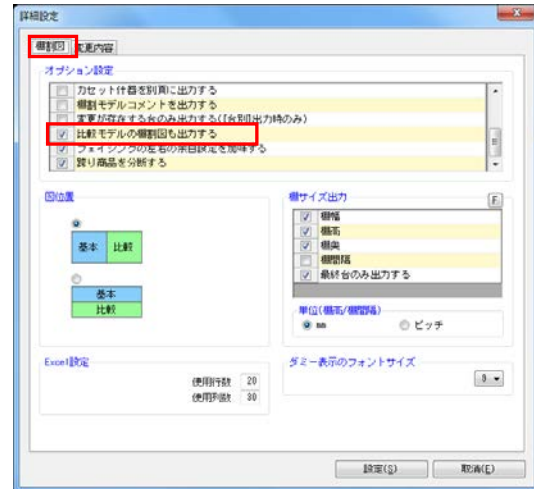 詳細設定
棚割図 変更内容
オプション設定
カセット什器を別頁に出力する
棚割モデルコメントを出力する
変更が存在する台のみ出力する([台別]出力時のみ)
比較モデルの棚割図も出力する
フェイシングの左右の余白設定を加味する
跨り商品を分断する
図位置
基本 比較
基本
比較
棚サイズ出力
F
棚幅
棚高
棚奥
棚間隔
最終台のみ出力する
単位(棚高/棚間隔)
mm ピッチ
Excel設定
使用行数 20
使用列数 30
ダミー表示のフォントサイズ
9
設定(S) 取消(E)